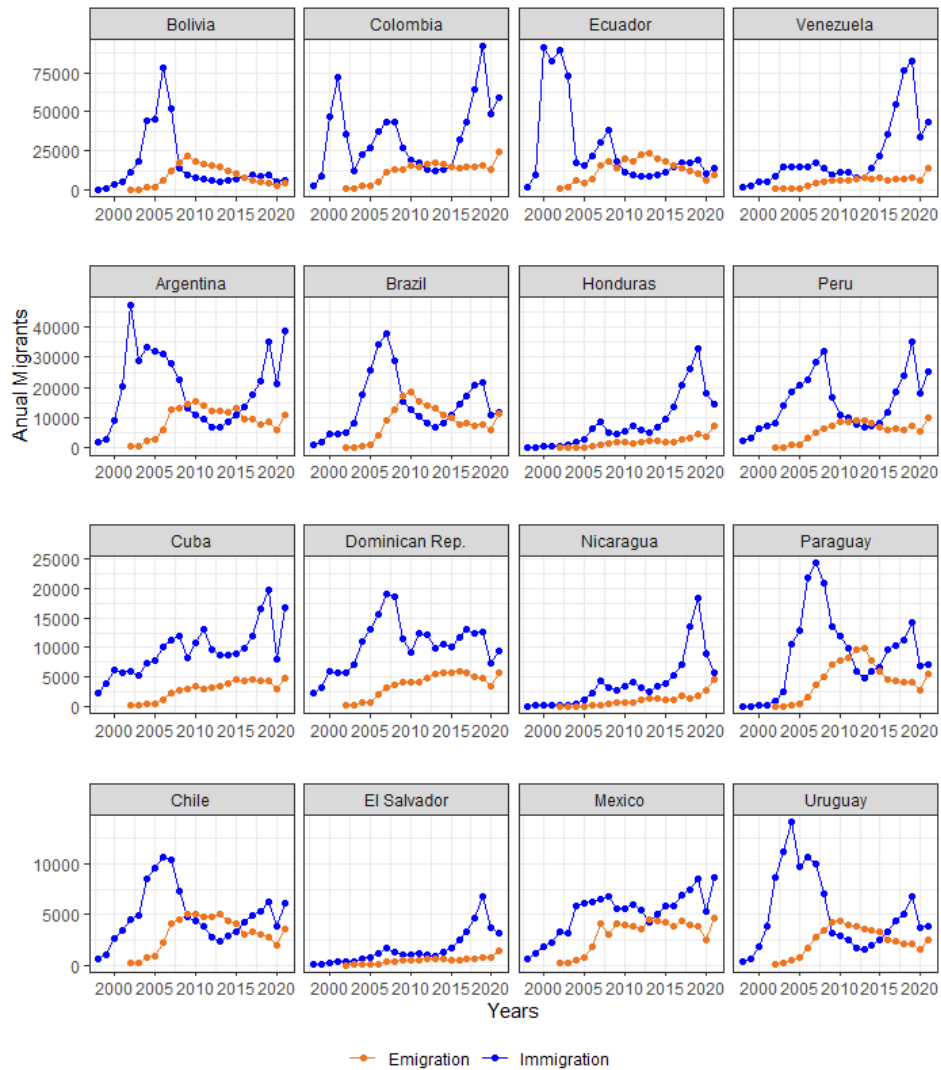 Bolivia Colombia Ecuador Venezuela
75000
50000
25000
0
2000 2005 2010 2015 2020 2000 2005 2010 2015 2020 2000 2005 2010 2015 2020 2000 2005 2010 2015 2020
Argentina Brazil Honduras Peru
40000
30000
20000
10000
0
2000 2005 2010 2015 2020 2000 2005 2010 2015 2020 2000 2005 2010 2015 2020 2000 2005 2010 2015 2020
Anual Migrants
Cuba Dominican Rep. Nicaragua Paraguay
25000
20000
15000
10000
5000
0
2000 2005 2010 2015 2020 2000 2005 2010 2015 2020 2000 2005 2010 2015 2020 2000 2005 2010 2015 2020
Chile El Salvador Mexico Uruguay
10000
5000
0
2000 2005 2010 2015 2020 2000 2005 2010 2015 2020 2000 2005 2010 2015 2020 2000 2005 2010 2015 2020
Years
Emigration Immigration